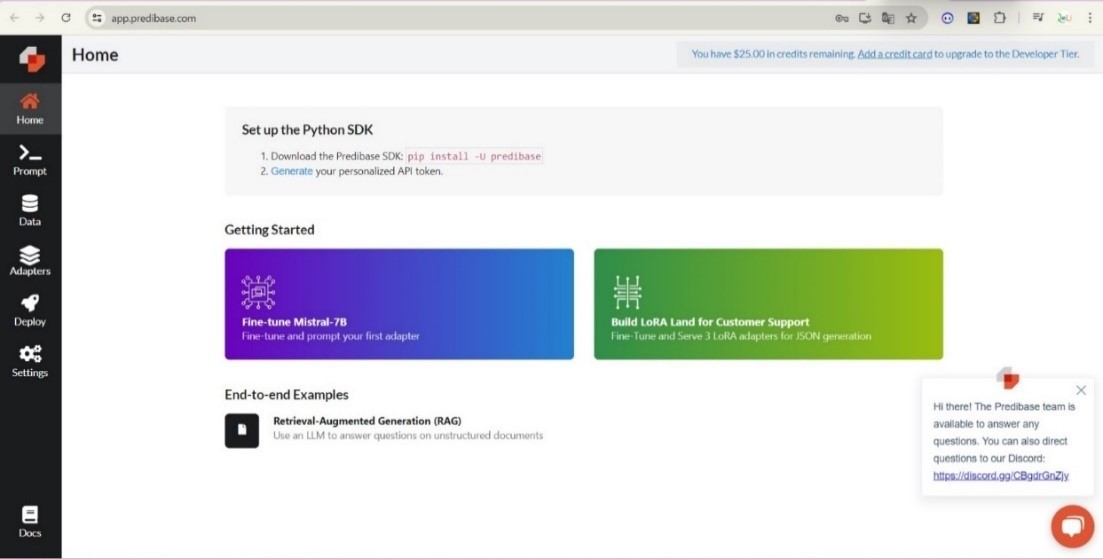 app.predibase.com
Home
You have $25.00 in credits remaining. Add a credit card to upgrade to the Developer Tier.
Home
Prompt
Data
Adapters
Deploy
Settings
Docs
Set up the Python SDK
1. Download the Predibase SDK: pip install -U predibase
2. Generate your personalized API token.
Getting Started
Fine-tune Mistral-7B
Fine-tune and prompt your first adapter
Build LoRA Land for Customer Support
Fine-Tune and Serve 3 LoRA adapters for JSON generation
End-to-end Examples
Retrieval-Augmented Generation (RAG)
Use an LLM to answer questions on unstructured documents
Hi there! The Predibase team is
available to answer any
questions. You can also direct
questions to our Discord:
https://discord.gg/CBgdrGnZjy